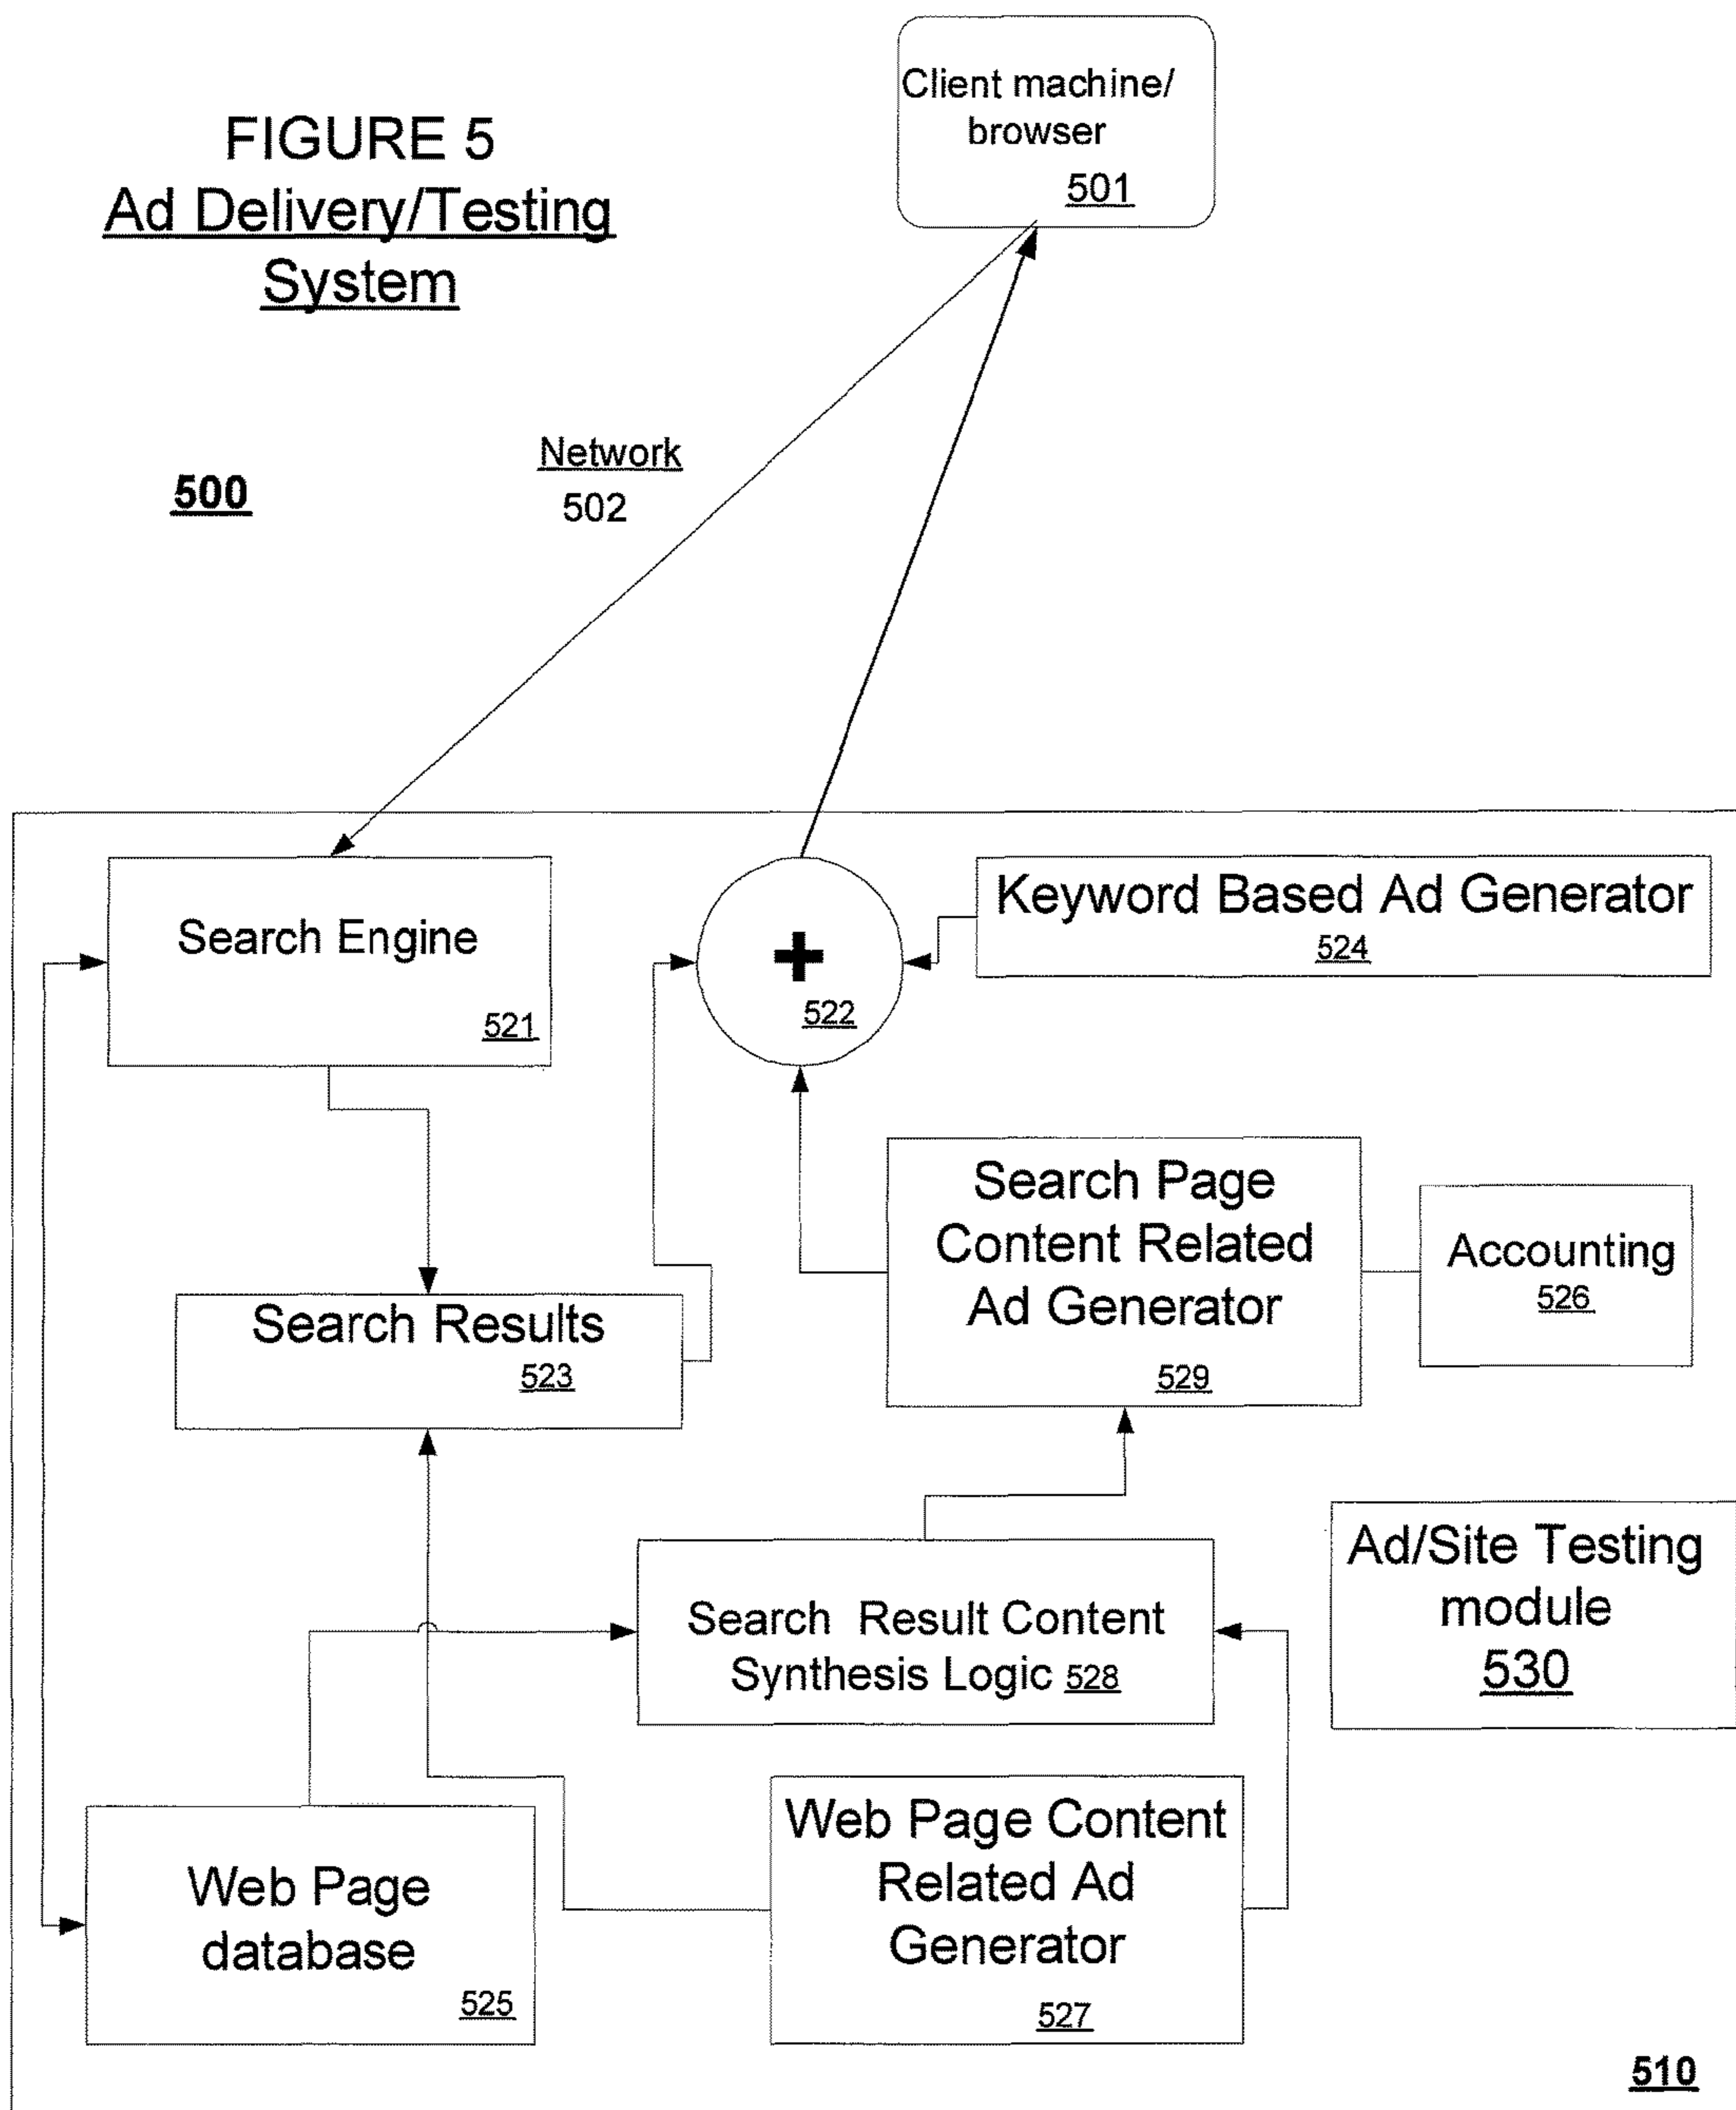 FIGURE 5
Ad Delivery/Testing
System
Client machine/
browser
501
Network
502
500
Search Engine
521
+
522
Keyword Based Ad Generator
524
Search Page
Content Related
Ad Generator
529
Accounting
526
Search Results
523
Search Result Content
Synthesis Logic 528
Ad/Site Testing
module
530
Web Page
database
525
Web Page Content
Related Ad
Generator
527
510